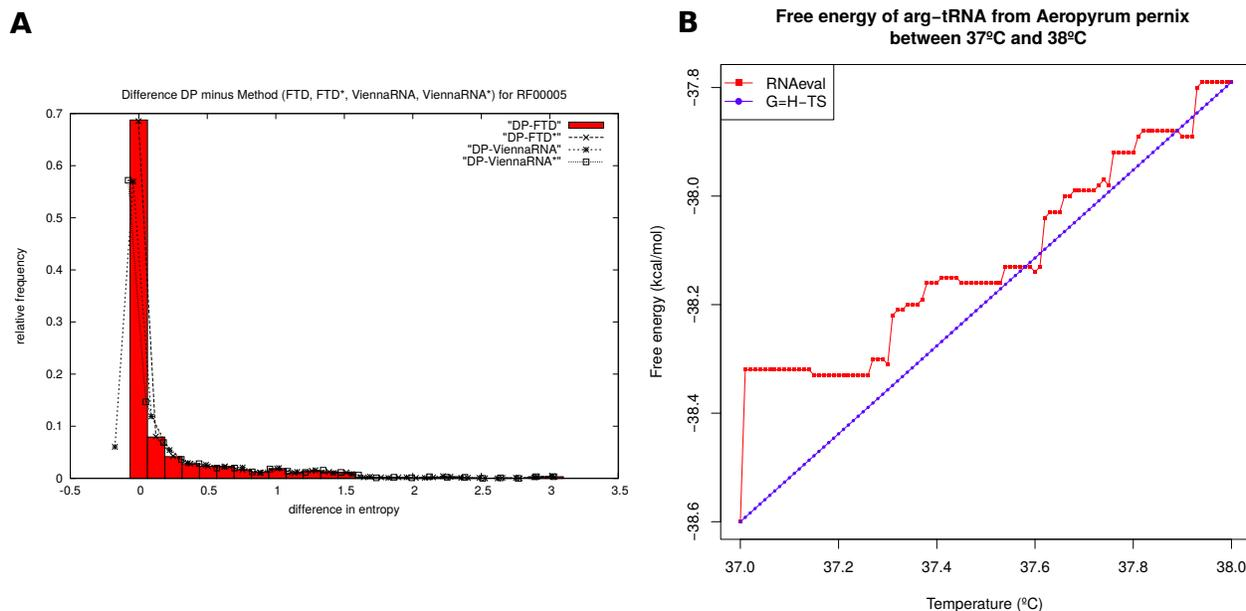 A
Difference DP minus Method (FTD, FTD*, ViennaRNA, ViennaRNA*) for RF00005
"DP-FTD"
"DP-FTD*"
"DP-ViennaRNA"
"DP-ViennaRNA*"
0.7
0.6
0.5
0.4
0.3
0.2
0.1
0
relative frequency
-0.5
0
0.5
1
1.5
2
2.5
3
3.5
difference in entropy
B
Free energy of arg−tRNA from Aeropyrum pernix
between 37ºC and 38ºC
RNAeval
G=H−TS
−37.8
−38.0
−38.2
−38.4
−38.6
Free energy (kcal/mol)
37.0
37.2
37.4
37.6
37.8
38.0
Temperature (ºC)